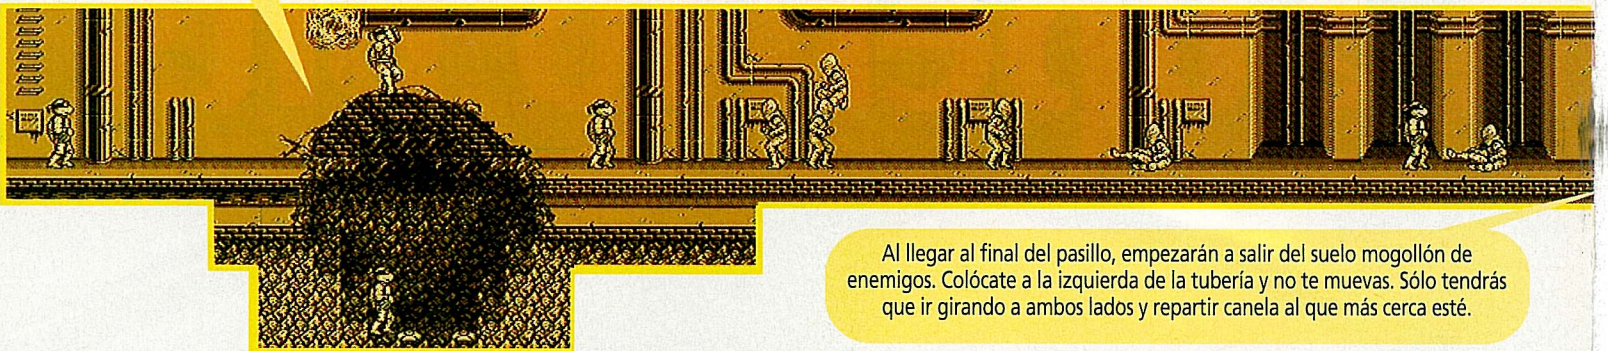 Al llegar al final del pasillo, empezarán a salir del suelo mogollón de
enemigos. Colócate a la izquierda de la tubería y no te muevas. Sólo tendrás
que ir girando a ambos lados y repartir canela al que más cerca esté.